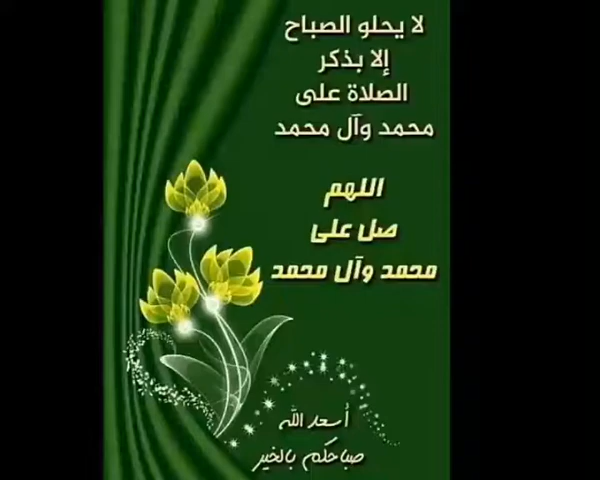 لا يحلو الصباح
إلا بذكر
الصلاة على
محمد وآل محمد
اللهم
صل على
محمد وآل محمد
أسعد الله
صباحكم بالخير